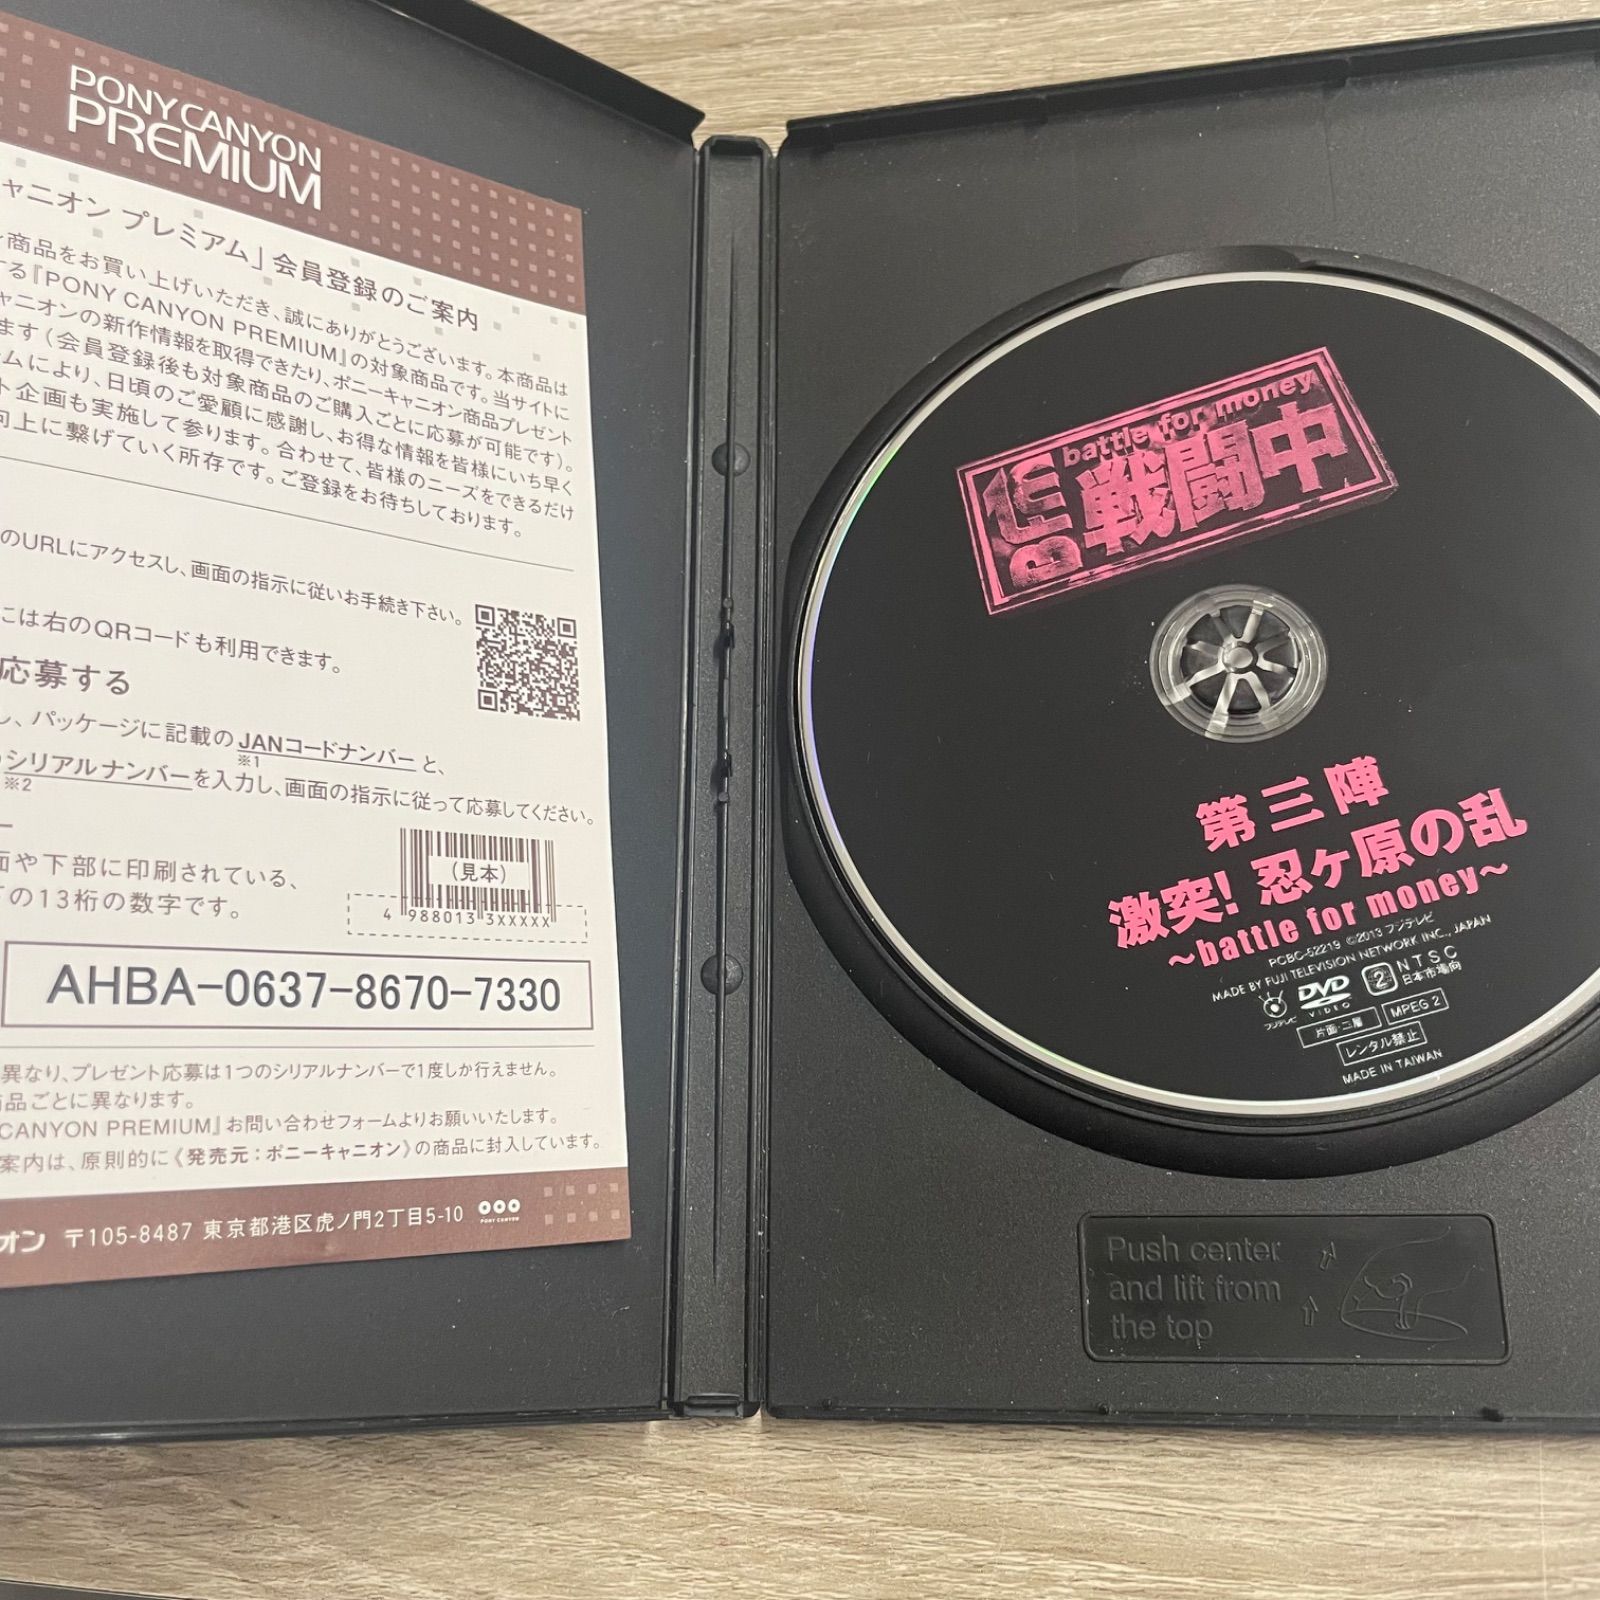 PONY CANYON
PREMIUM
ャニオン プレミアム」会員登録のご案内
商品をお買い上げいただき、誠にありがとうございます。本商品は
する『PONY CANYON PREMIUM』の対象商品です。当サイトに
ャニオンの新作情報を取得できたり、ポニーキャニオン商品プレゼント
ます（会員登録後も対象商品のご購入ごとに応募が可能です）。
ームにより、日頃のご愛顧に感謝し、お得な情報を皆様にいち早く
ト企画も実施して参ります。合わせて、皆様のニーズをできるだけ
向上に繋げていく所存です。ご登録をお待ちしております。
のURLにアクセスし、画面の指示に従いお手続き下さい。
には右のQRコードも利用できます。
応募する
し、パッケージに記載のJANコードナンバーと、
※1
シリアルナンバーを入力し、画面の指示に従って応募してください。
※2
面や下部に印刷されている、
下の13桁の数字です。
(見本)
4 988013 3XXXXX
AHBA-0637-8670-7330
異なり、プレゼント応募は1つのシリアルナンバーで1度しか行えません。
商品ごとに異なります。
CANYON PREMIUM』お問い合わせフォームよりお願いいたします。
案内は、原則的に《発売元：ポニーキャニオン》の商品に封入しています。
オン 〒105-8487 東京都港区虎ノ門2丁目5-10 PONY CANYON
battle for money
戦闘中
第三陣
激突! 忍ヶ原の乱
〜battle for money〜
PCBC-52219 ©2013 フジテレビ
MADE BY FUJI TELEVISION NETWORK INC., JAPAN
フジテレビ DVD VIDEO 2 NTSC 日本市場向
片面・二層 MPEG 2
レンタル禁止
MADE IN TAIWAN
Push center
and lift from
the top